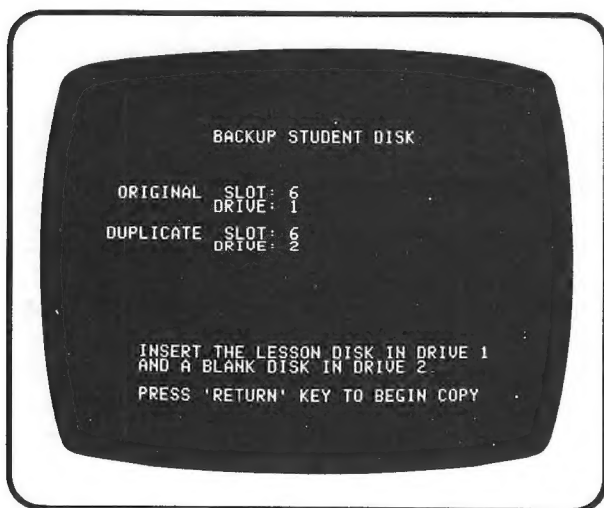 BACKUP STUDENT DISK
ORIGINAL SLOT: 6
DRIVE: 1
DUPLICATE SLOT: 6
DRIVE: 2
INSERT THE LESSON DISK IN DRIVE 1
AND A BLANK DISK IN DRIVE 2
PRESS 'RETURN' KEY TO BEGIN COPY